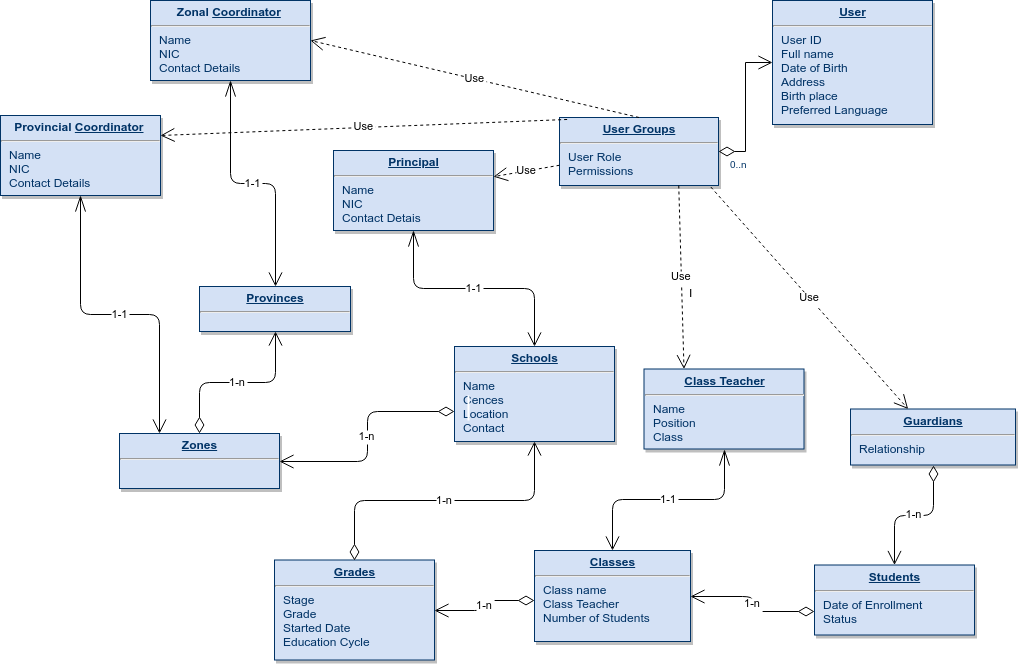 Zonal Coordinator
Name
NIC
Contact Details
User
User ID
Full name
Date of Birth
Address
Birth place
Preferred Language
Use
Provincial Coordinator
Name
NIC
Contact Details
Use
User Groups
User Role
Permissions
0..n
Principal
Name
NIC
Contact Detais
Use
1-1
Use
I
Use
Provinces
1-1
1-1
Schools
Name
Cences
Location
Contact
Class Teacher
Name
Position
Class
1-n
Guardians
Relationship
Zones
1-n
1-n
1-1
1-n
Grades
Stage
Grade
Started Date
Education Cycle
1-n
Classes
Class name
Class Teacher
Number of Students
1-n
Students
Date of Enrollment
Status